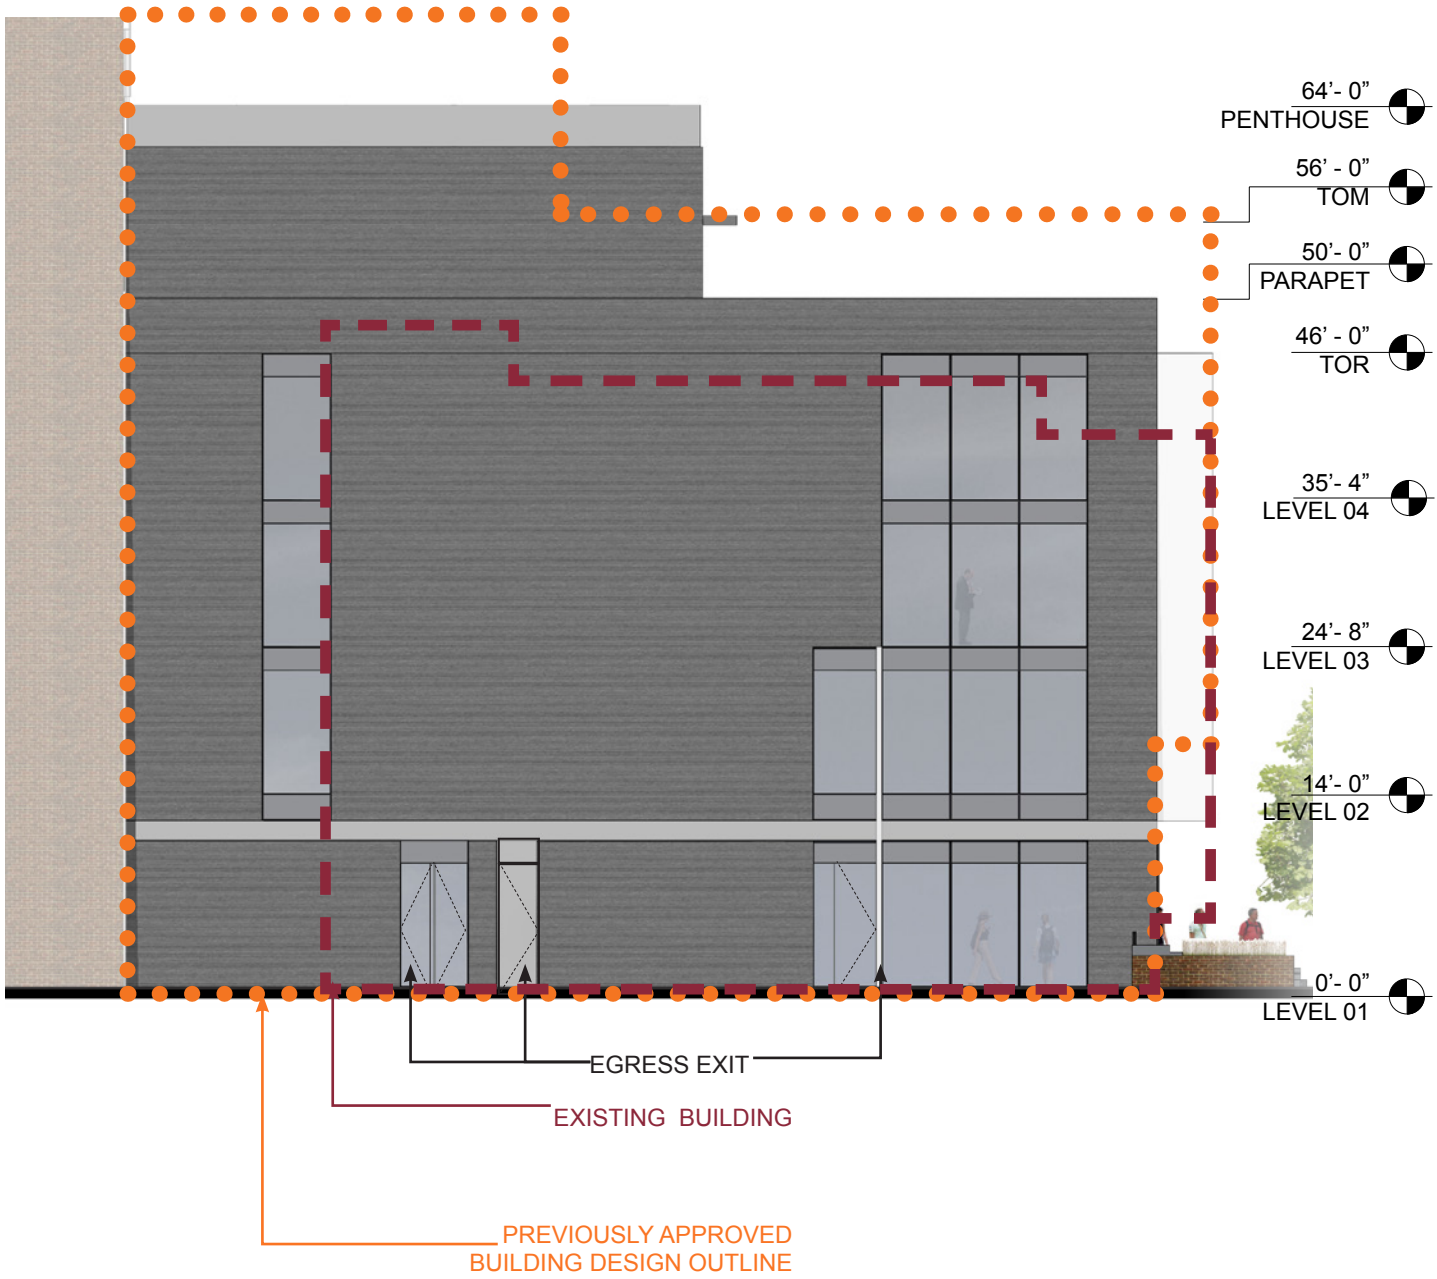 64’- 0”
PENTHOUSE
56’ - 0”
TOM
50’- 0”
PARAPET
46’ - 0”
TOR
35’- 4”
LEVEL 04
24’- 8”
LEVEL 03
14’- 0”
LEVEL 02
0’- 0”
LEVEL 01
EGRESS EXIT
EXISTING BUILDING
PREVIOUSLY APPROVED
BUILDING DESIGN OUTLINE